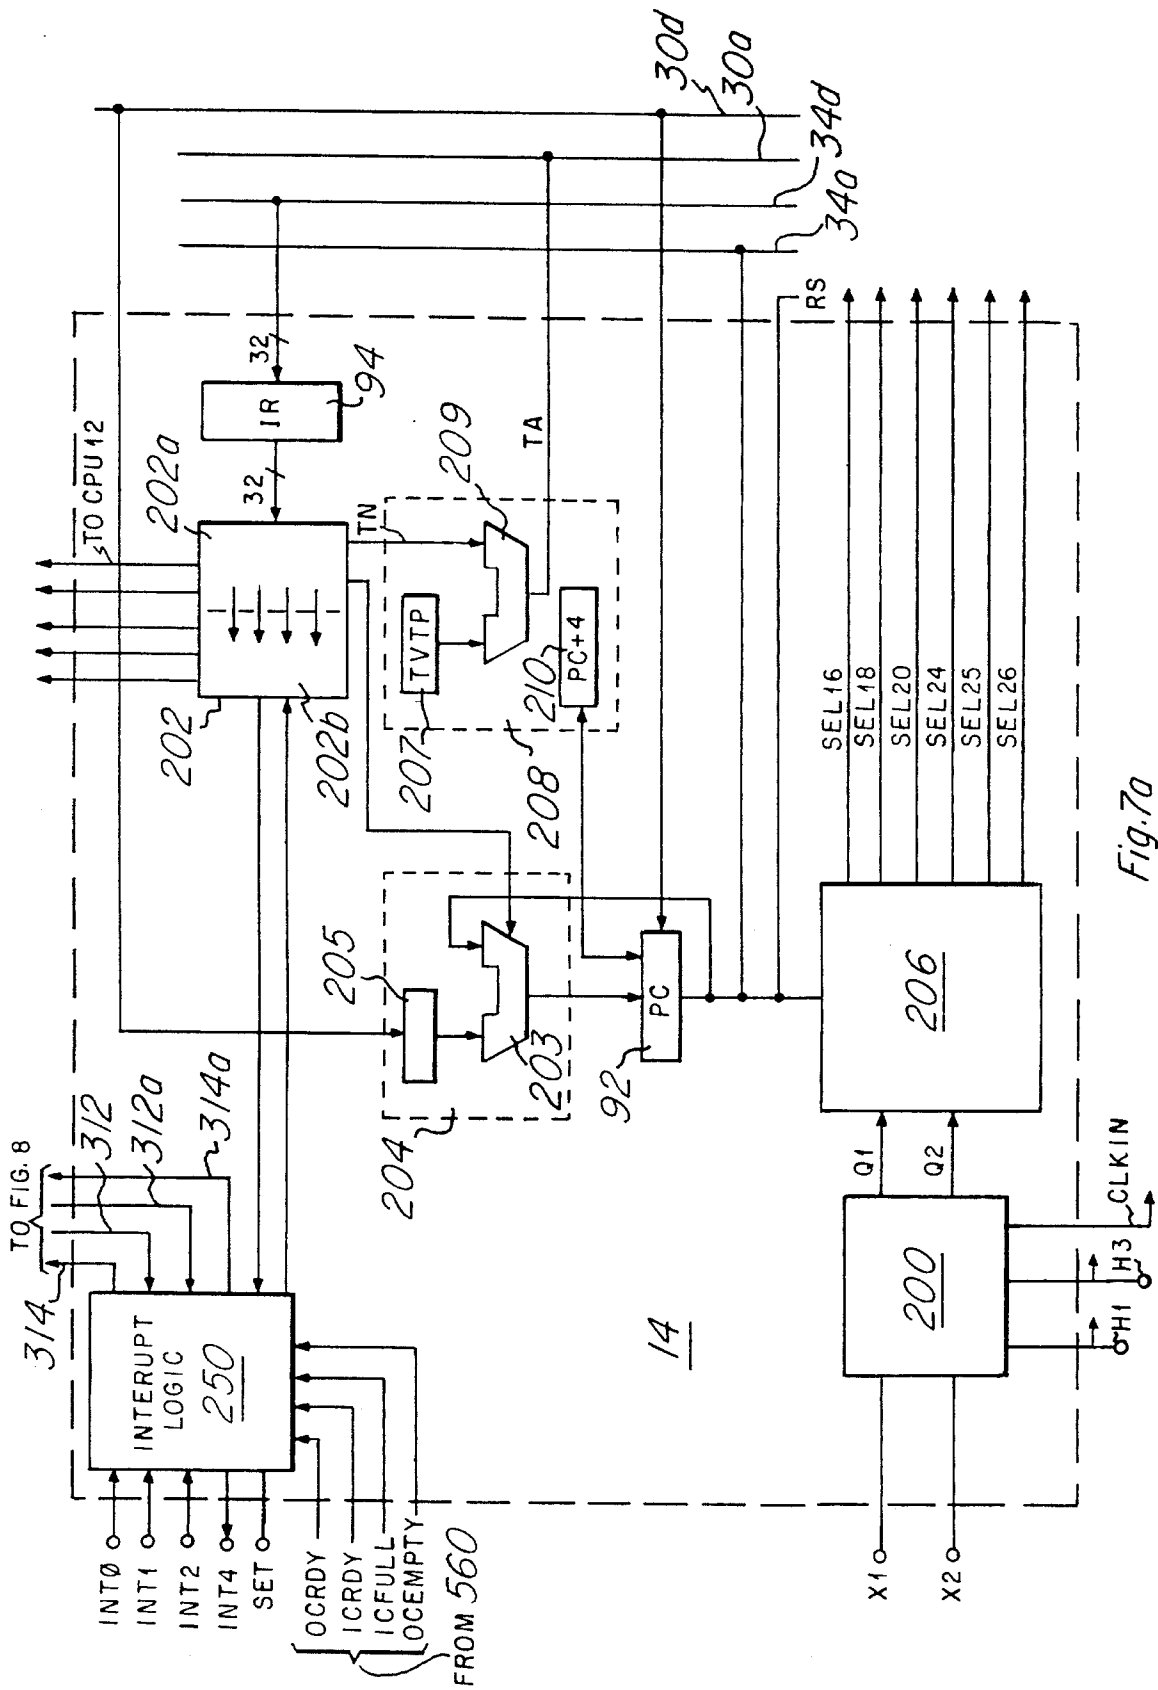 TO FIG. 8
314
312
312a
314a
INTERUPT
LOGIC
250
INTØ
INT1
INT2
INT4
SET
OCRDY
ICRDY
ICFULL
OCEMPTY
FROM 560
TO CPU 12
202
202a
202b
32
IR
32
94
TN
TVTP
207
209
TA
210
PC+4
208
205
203
204
PC
92
30d
30a
34d
34a
RS
SEL16
SEL18
SEL20
SEL24
SEL25
SEL26
206
Q1
Q2
200
CLKIN
H3
H1
X1
X2
14
Fig. 7a